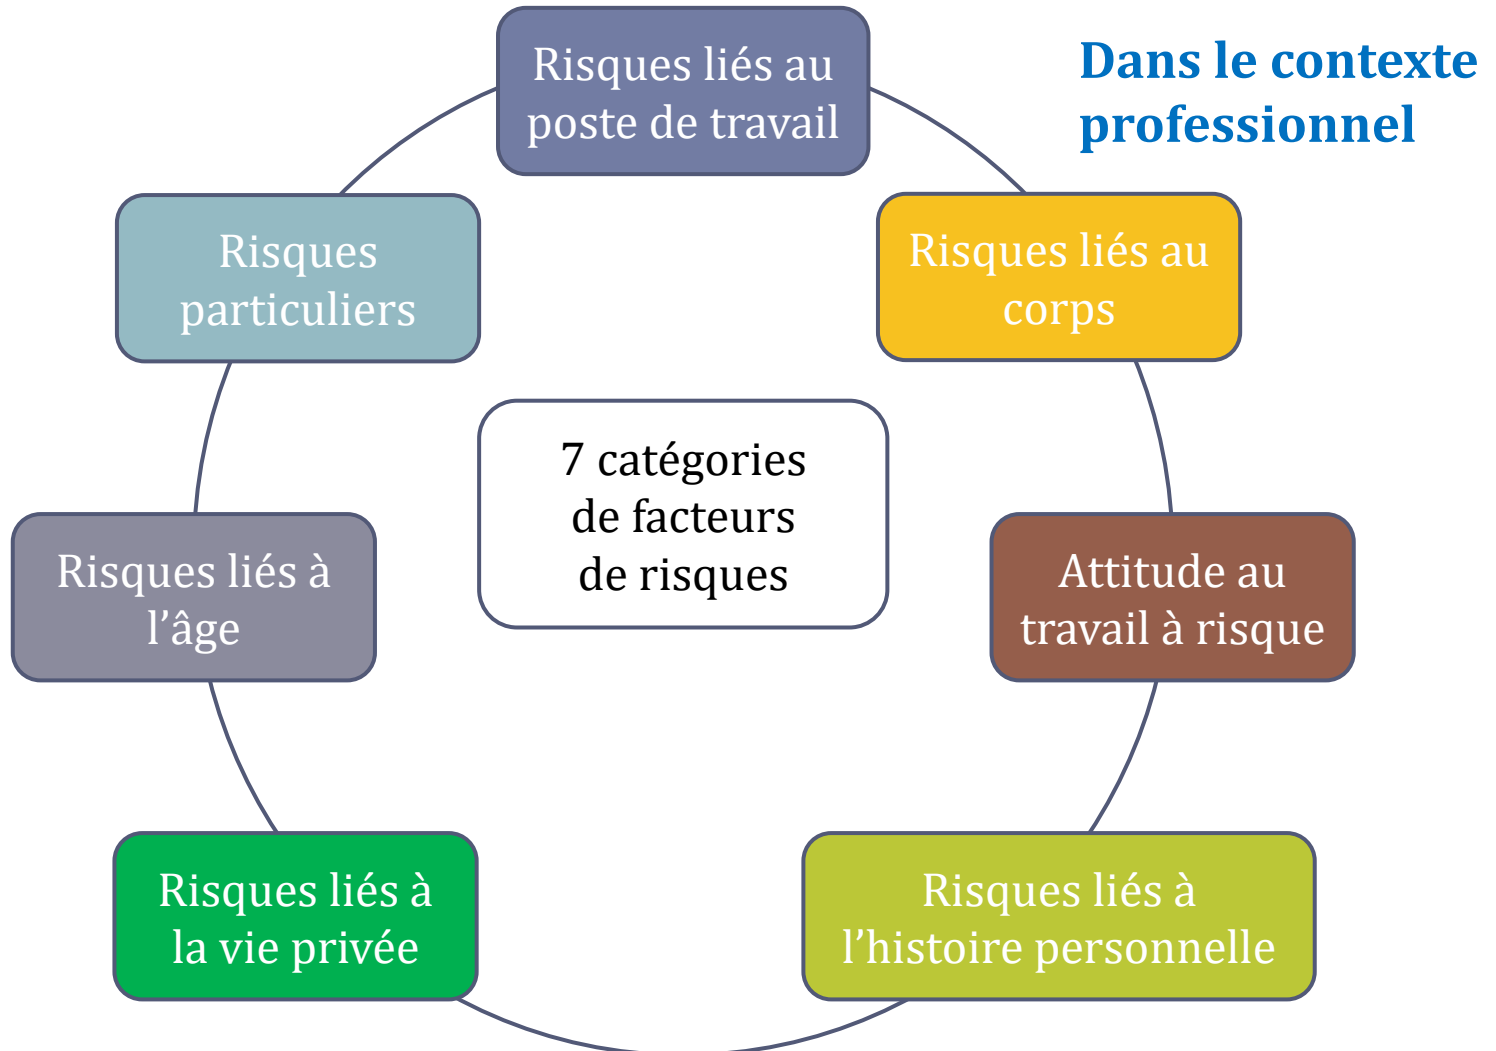 Risques liés au
poste de travail
Dans le contexte
professionnel
Risques liés au
corps
Attitude au
travail à risque
Risques liés à
l’histoire personnelle
Risques liés à
la vie privée
Risques liés à
l’âge
Risques
particuliers
7 catégories
de facteurs
de risques